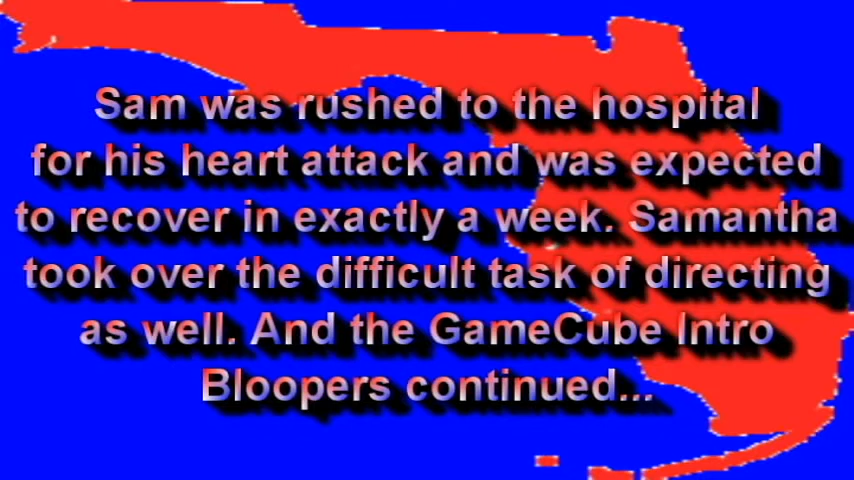 Sam was rushed to the hospital
for his heart attack and was expected
to recover in exactly a week. Samantha
took over the difficult task of directing
as well. And the GameCube Intro
Bloopers continued...